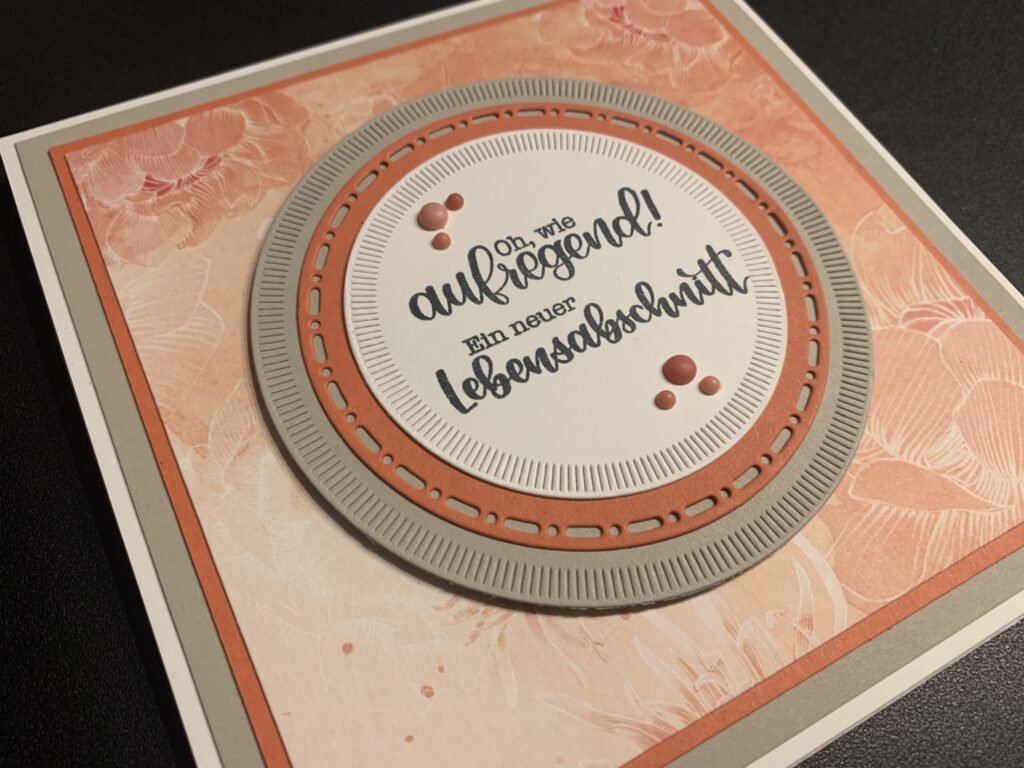 Oh, wie
aufregend!
Ein neuer
Lebensabschnitt